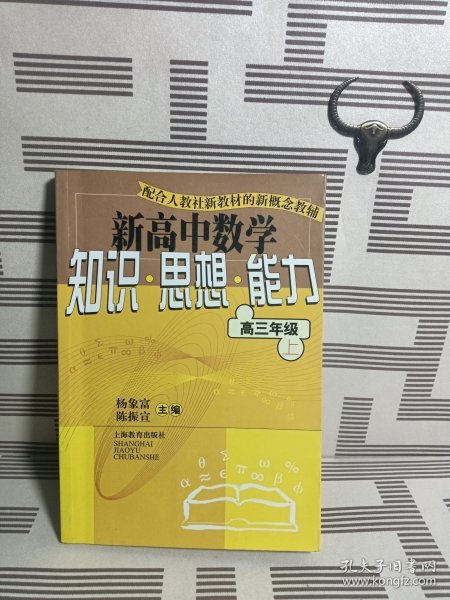 配合人教社新教材的新概念教辅
新高中数学
知识·思想·能力
高三年级
上
杨象富
陈振宣
主编
上海教育出版社
SHANGHAI
JIAOYU
CHUBANSHE
θ Σ ω %
α ≈ ∈ π ∞ β φ
孔夫子旧书网
www.kongfz.com